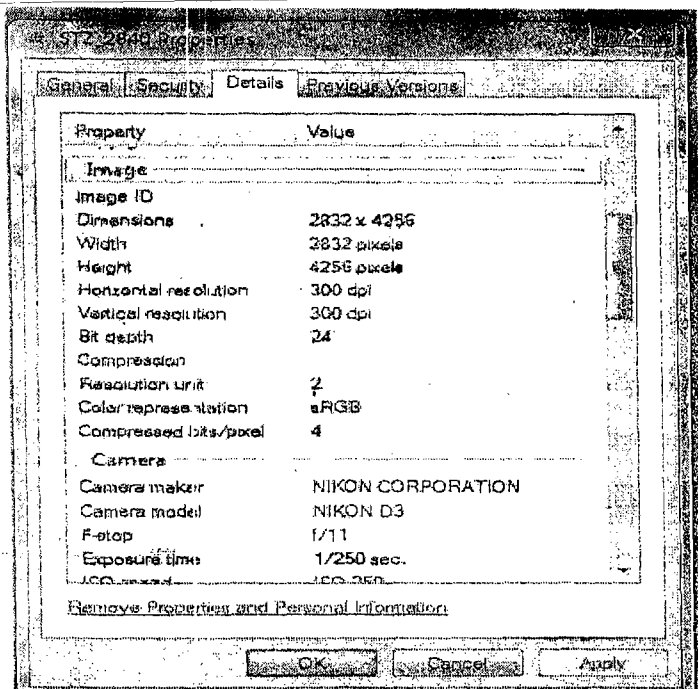 STZ_2840 Properties
General Security Details Previous Versions
Property Value
Image
Image ID
Dimensions 2832 x 4256
Width 2832 pixels
Height 4256 pixels
Horizontal resolution 300 dpi
Vertical resolution 300 dpi
Bit depth 24
Compression
Resolution unit 2
Color representation sRGB
Compressed bits/pixel 4
Camera
Camera maker NIKON CORPORATION
Camera model NIKON D3
F-stop f/11
Exposure time 1/250 sec.
ISO speed
Remove Properties and Personal Information
OK Cancel Apply